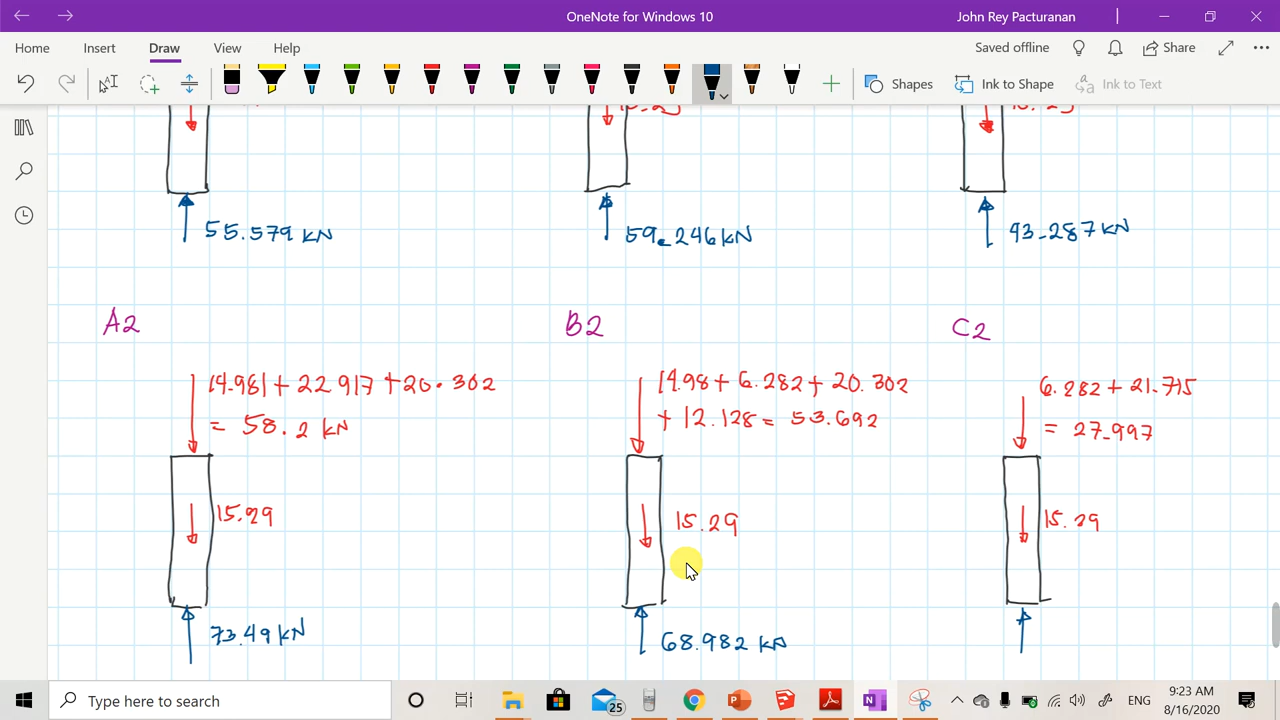 OneNote for Windows 10
John Rey Pacturanan
Home Insert Draw View Help
Saved offline
Share
Shapes
Ink to Shape
Ink to Text
55.579 kN
59.246 kN
93.287 kN
A2
B2
C2
14.981 + 22.917 + 20.302
= 58.2 kN
14.98 + 6.282 + 20.302
+ 12.128 = 53.692
6.282 + 21.715
= 27.997
15.29
15.29
15.29
73.49 kN
68.982 kN
Type here to search
25
ENG
9:23 AM
8/16/2020